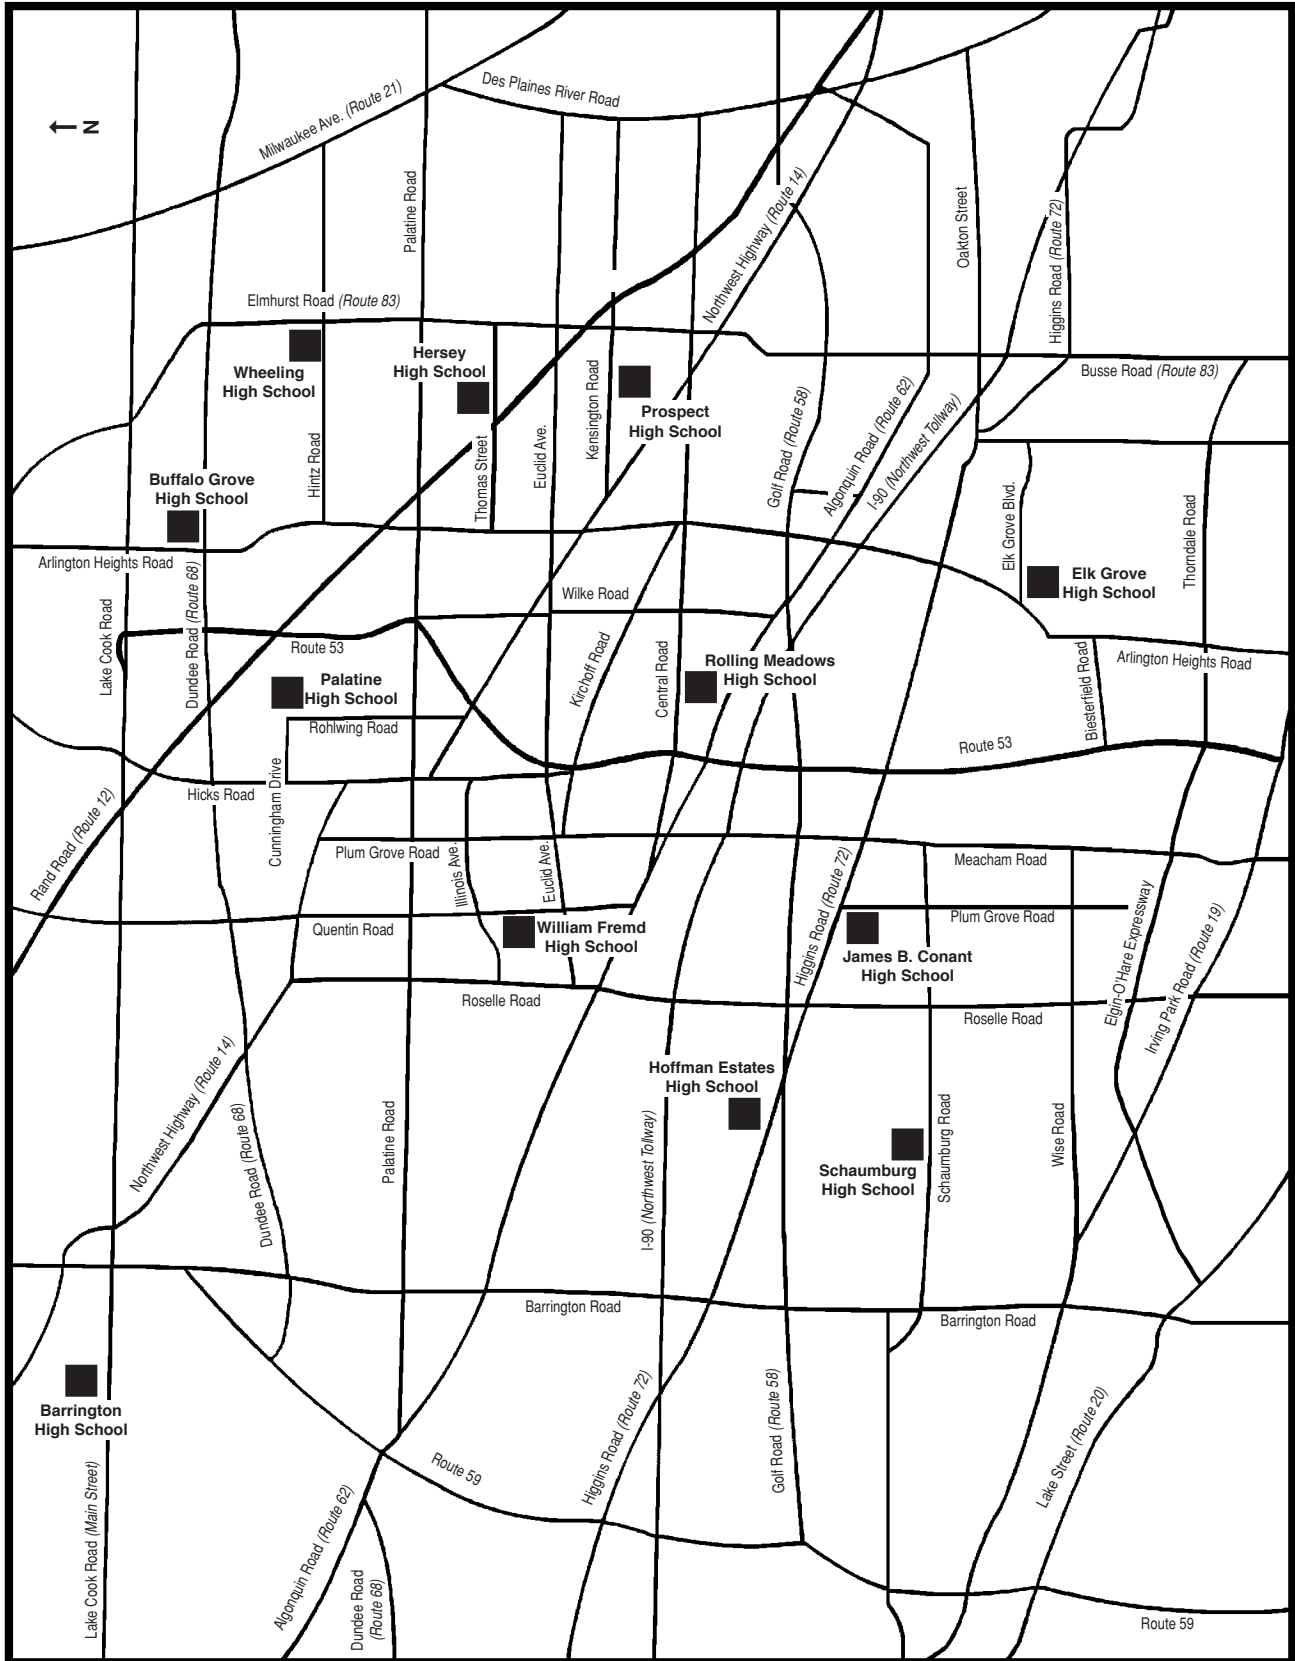 Des Plaines River Road
Milwaukee Ave. (Route 21)
N
Palatine Road
Northwest Highway (Route 14)
Oakton Street
Higgins Road (Route 72)
Elmhurst Road (Route 83)
Wheeling
High School
Hersey
High School
Kensington Road
Prospect
High School
Busse Road (Route 83)
Golf Road (Route 58)
Algonquin Road (Route 62)
I-90 (Northwest Tollway)
Hintz Road
Thomas Street
Euclid Ave.
Buffalo Grove
High School
Elk Grove Blvd.
Thorndale Road
Arlington Heights Road
Elk Grove
High School
Lake Cook Road
Dundee Road (Route 68)
Wilke Road
Route 53
Kirchoff Road
Central Road
Rolling Meadows
High School
Biesterfield Road
Arlington Heights Road
Palatine
High School
Rohlwing Road
Route 53
Cunningham Drive
Hicks Road
Rand Road (Route 12)
Plum Grove Road
Illinois Ave.
Euclid Ave.
Higgins Road (Route 72)
Meacham Road
Quentin Road
William Fremd
High School
Plum Grove Road
James B. Conant
High School
Elgin-O'Hare Expressway
Irving Park Road (Route 19)
Roselle Road
Roselle Road
Northwest Highway (Route 14)
Dundee Road (Route 68)
Palatine Road
Hoffman Estates
High School
I-90 (Northwest Tollway)
Schaumburg
High School
Schaumburg Road
Wise Road
Barrington Road
Barrington Road
Barrington
High School
Lake Cook Road (Main Street)
Route 59
Algonquin Road (Route 62)
Dundee Road
(Route 68)
Higgins Road (Route 72)
Golf Road (Route 58)
Lake Street (Route 20)
Route 59